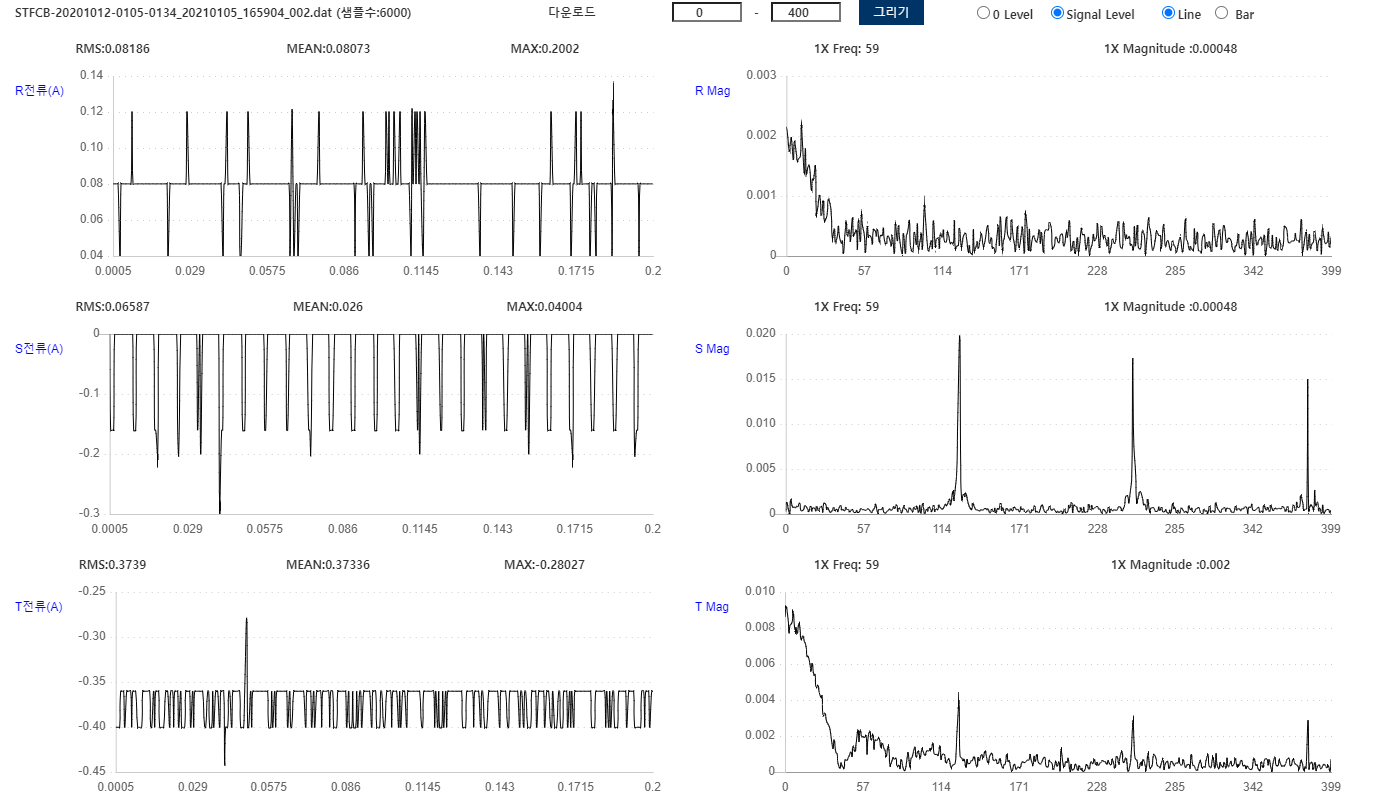 STFCB-20201012-0105-0134_20210105_165904_002.dat (샘플수:6000) 다운로드 0 - 400 그리기 0 Level Signal Level Line Bar
RMS:0.08186 MEAN:0.08073 MAX:0.2002 1X Freq: 59 1X Magnitude :0.00048
R전류(A)
0.14
0.12
0.10
0.08
0.06
0.04
0.0005 0.029 0.0575 0.086 0.1145 0.143 0.1715 0.2
R Mag
0.003
0.002
0.001
0
0 57 114 171 228 285 342 399
RMS:0.06587 MEAN:0.026 MAX:0.04004 1X Freq: 59 1X Magnitude :0.00048
S전류(A)
0
-0.1
-0.2
-0.3
0.0005 0.029 0.0575 0.086 0.1145 0.143 0.1715 0.2
S Mag
0.020
0.015
0.010
0.005
0
0 57 114 171 228 285 342 399
RMS:0.3739 MEAN:0.37336 MAX:-0.28027 1X Freq: 59 1X Magnitude :0.002
T전류(A)
-0.25
-0.30
-0.35
-0.40
-0.45
0.0005 0.029 0.0575 0.086 0.1145 0.143 0.1715 0.2
T Mag
0.010
0.008
0.006
0.004
0.002
0
0 57 114 171 228 285 342 399